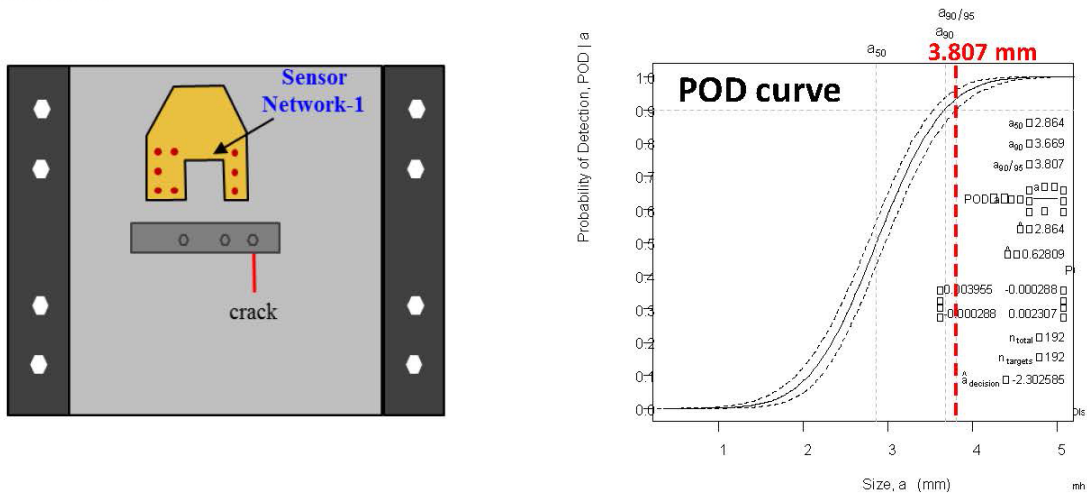 Sensor
Network-1
crack
a90/95
a90
a50
3.807 mm
POD curve
Probability of Detection, POD | a
1.0
0.9
0.8
0.7
0.6
0.5
0.4
0.3
0.2
0.1
0.0
a50 □2.864
a90 □3.669
a90/95 □3.807
□□2.864
□□0.62809
-0.000288
-0.000288 0.002307
ntotal □192
ntargets □192
âdecision □-2.302585
1 2 3 4 5
Size, a (mm)
mh